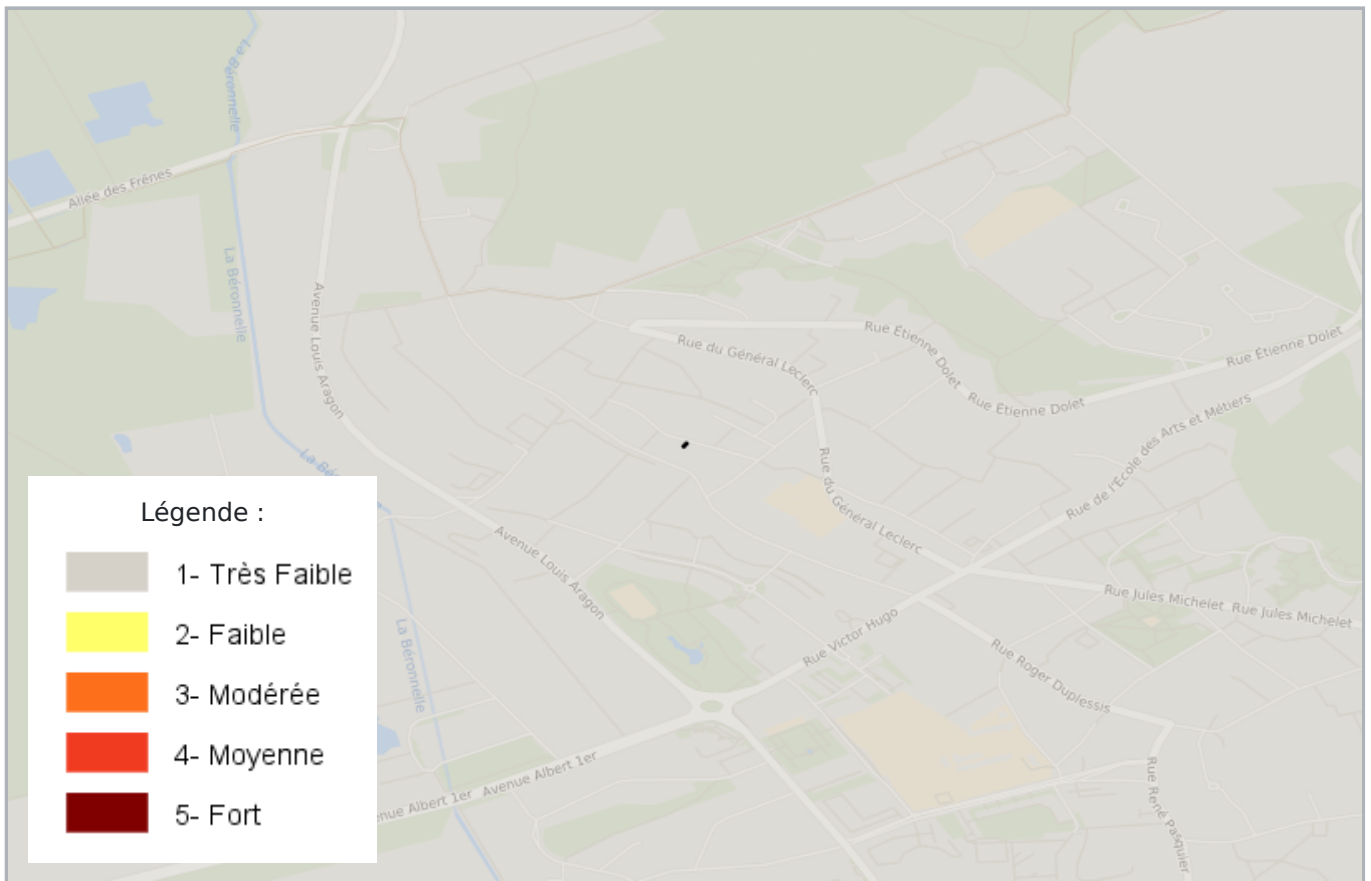 La Béronnelle
Allée des Frênes
La Béronnelle
Avenue Louis Aragon
Rue du Général Leclerc
Rue Étienne Dolet
Rue Étienne Dolet
Rue Étienne Dolet
Rue de l'École des Arts et Métiers
Rue du Général Leclerc
La Bé
Avenue Louis Aragon
Légende :
1- Très Faible
2- Faible
3- Modérée
4- Moyenne
5- Fort
La Béronnelle
Rue Jules Michelet
Rue Jules Michelet
Rue Victor Hugo
Rue Roger Duplessis
nue Albert 1er
Avenue Albert 1er
Rue René Pasquier